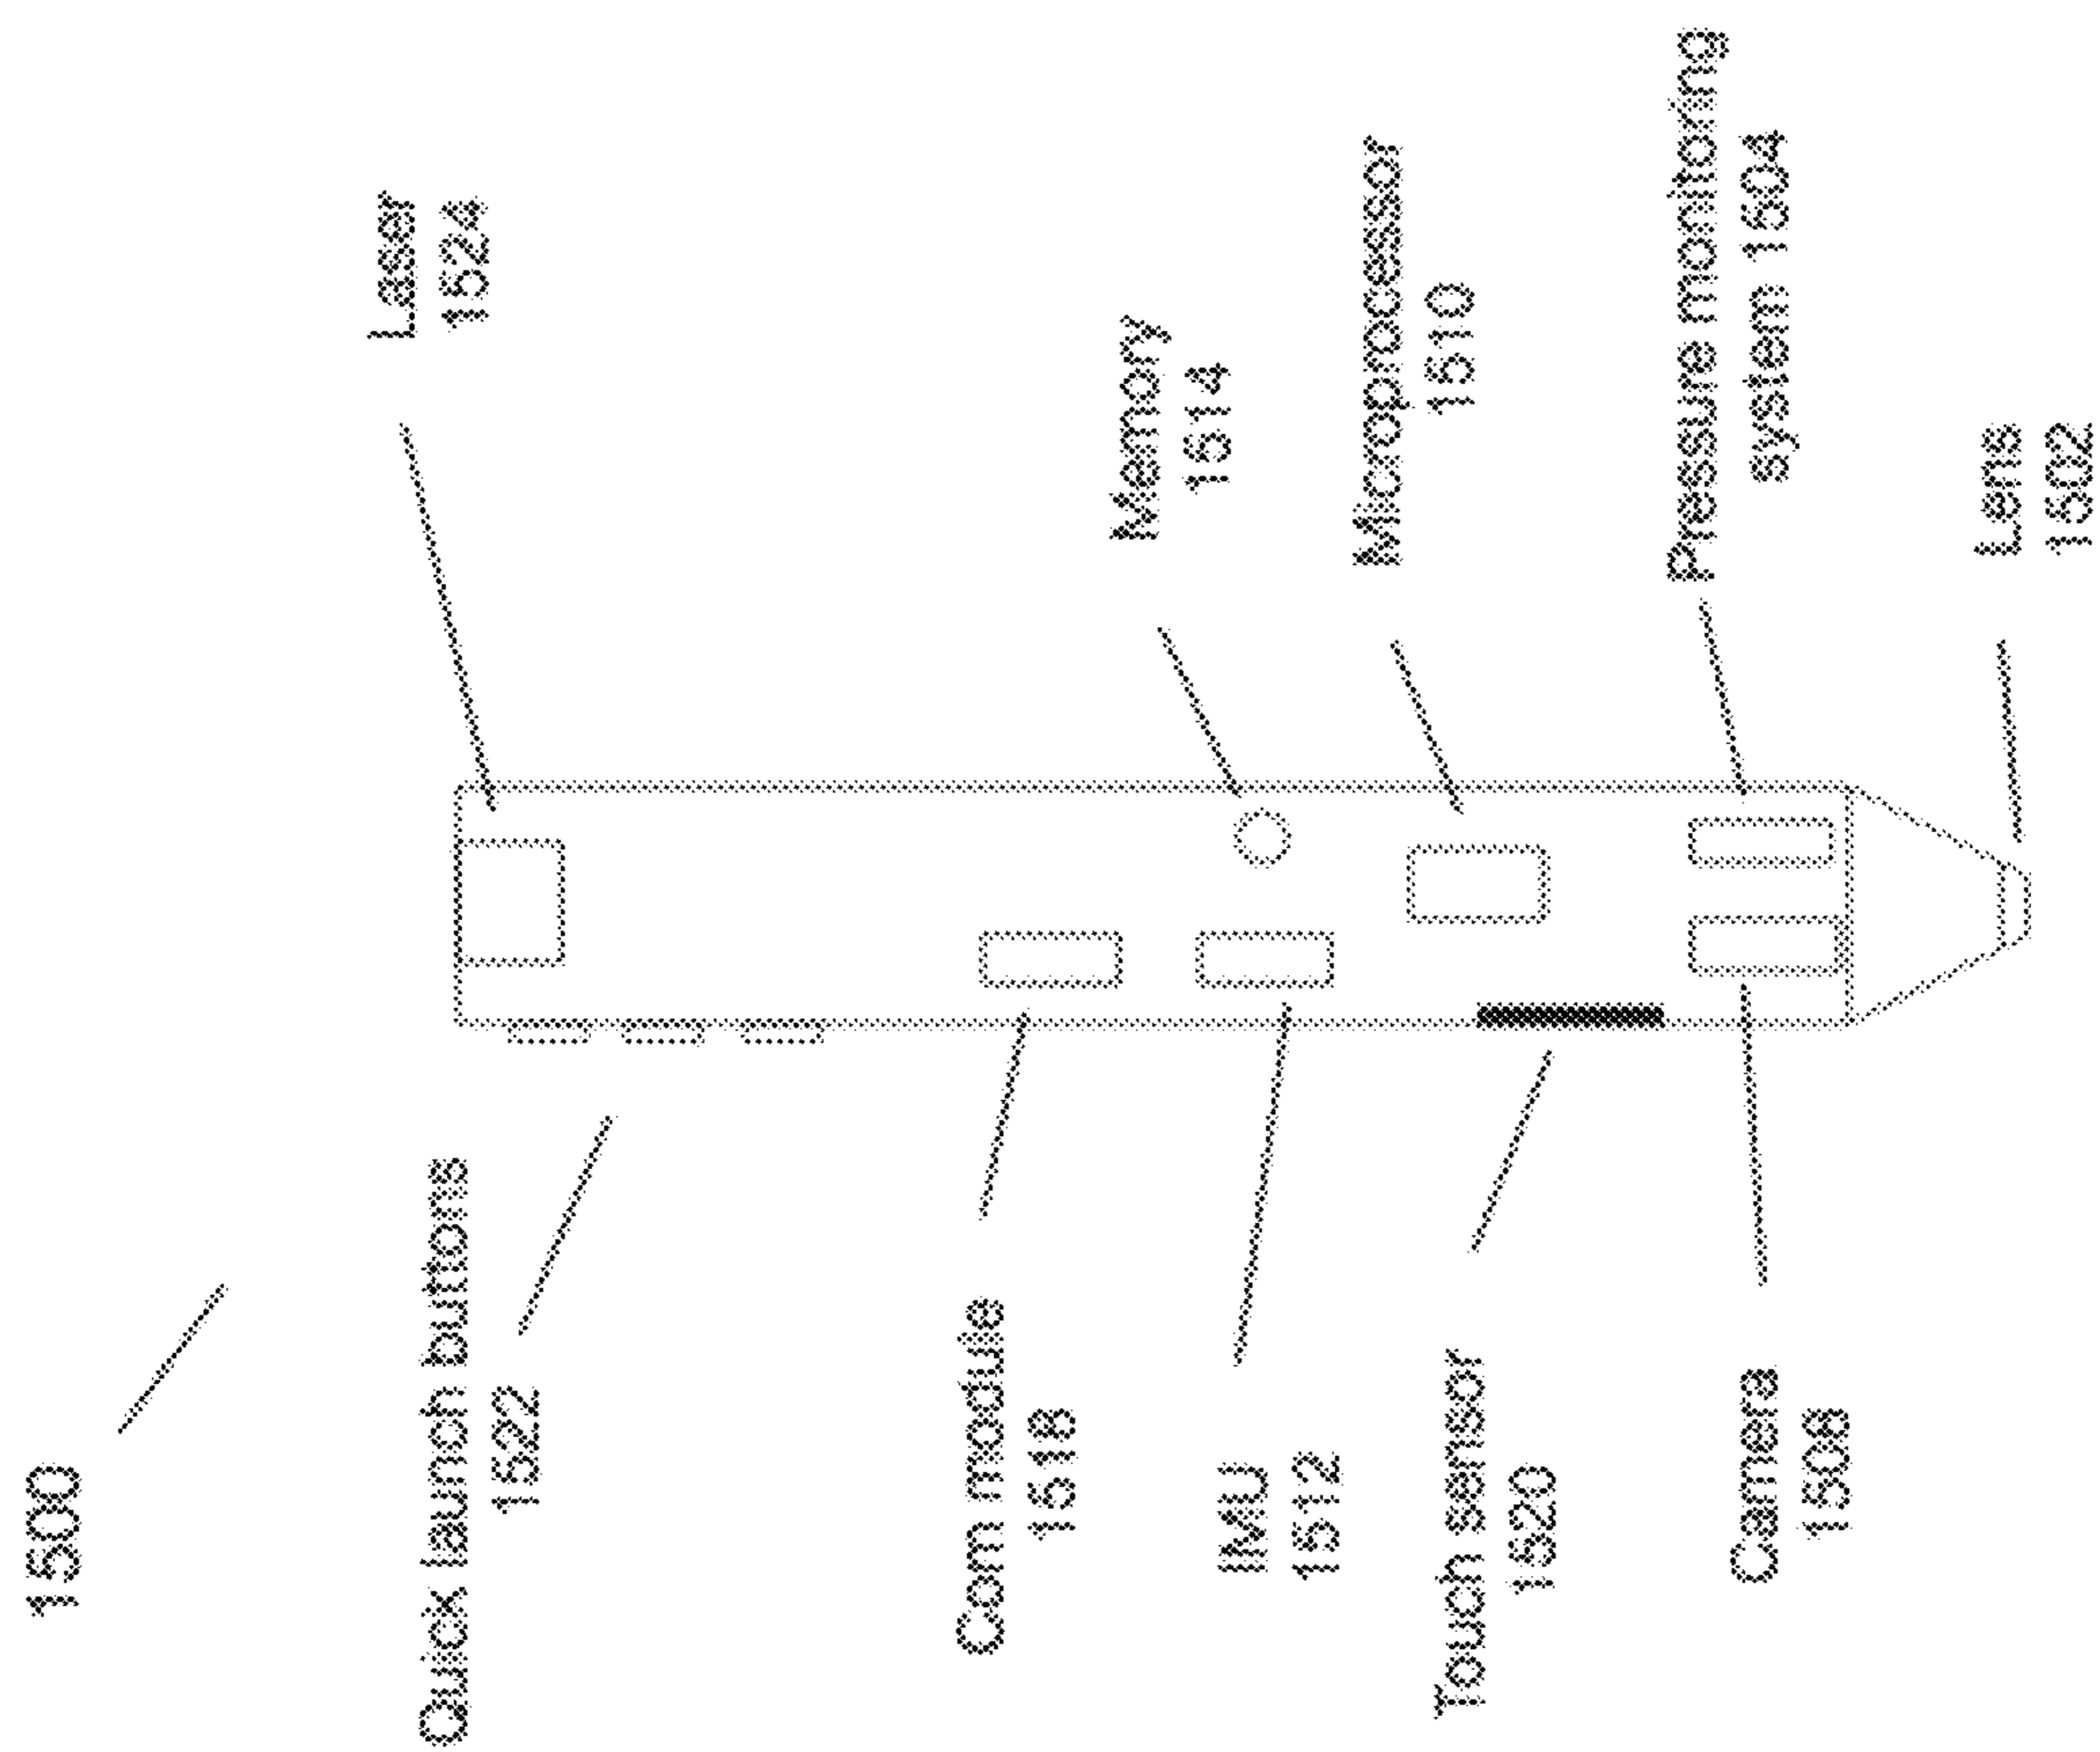 1500
Laser
1524
Quick launch buttons
1522
Com module
1518
Memory
1514
IMU
1512
Microprocessor
1510
Touch sensor
1520
Pressure monitoring
system 1504
Camera
1508
Lens
1502